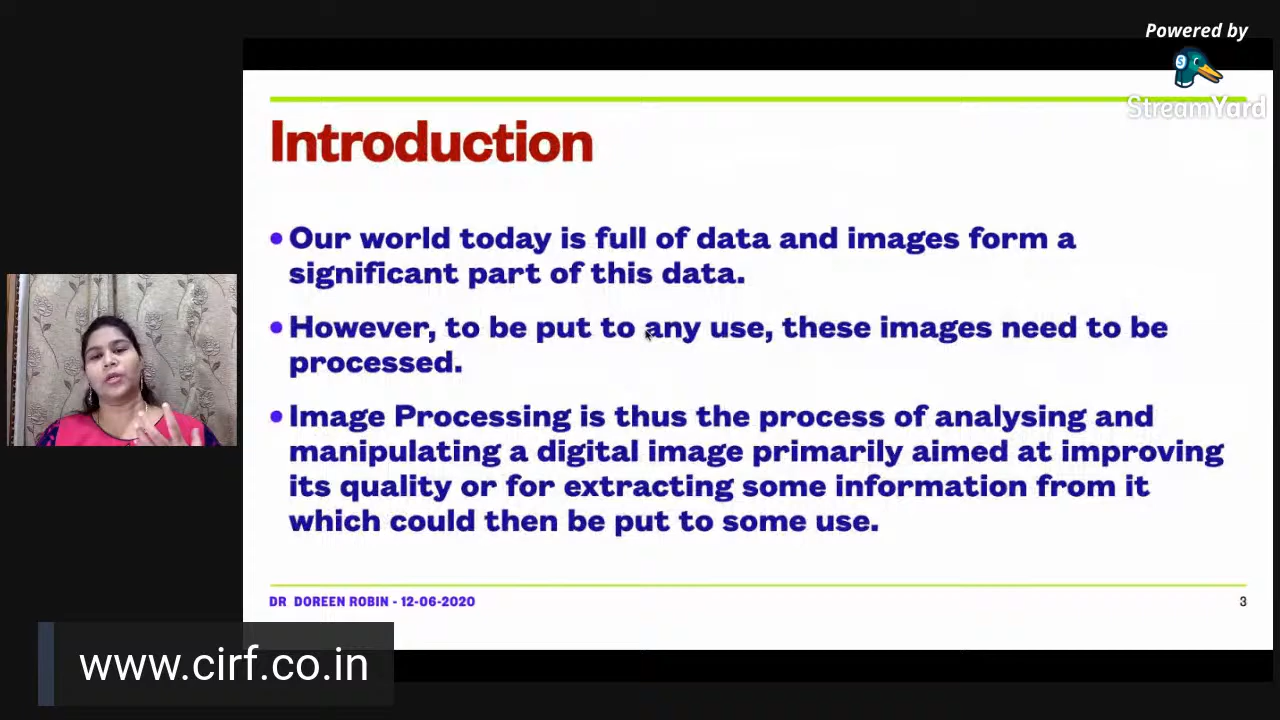 Powered by
StreamYard
Introduction
• Our world today is full of data and images form a
significant part of this data.
• However, to be put to any use, these images need to be
processed.
• Image Processing is thus the process of analysing and
manipulating a digital image primarily aimed at improving
its quality or for extracting some information from it
which could then be put to some use.
DR DOREEN ROBIN - 12-06-2020
3
www.cirf.co.in